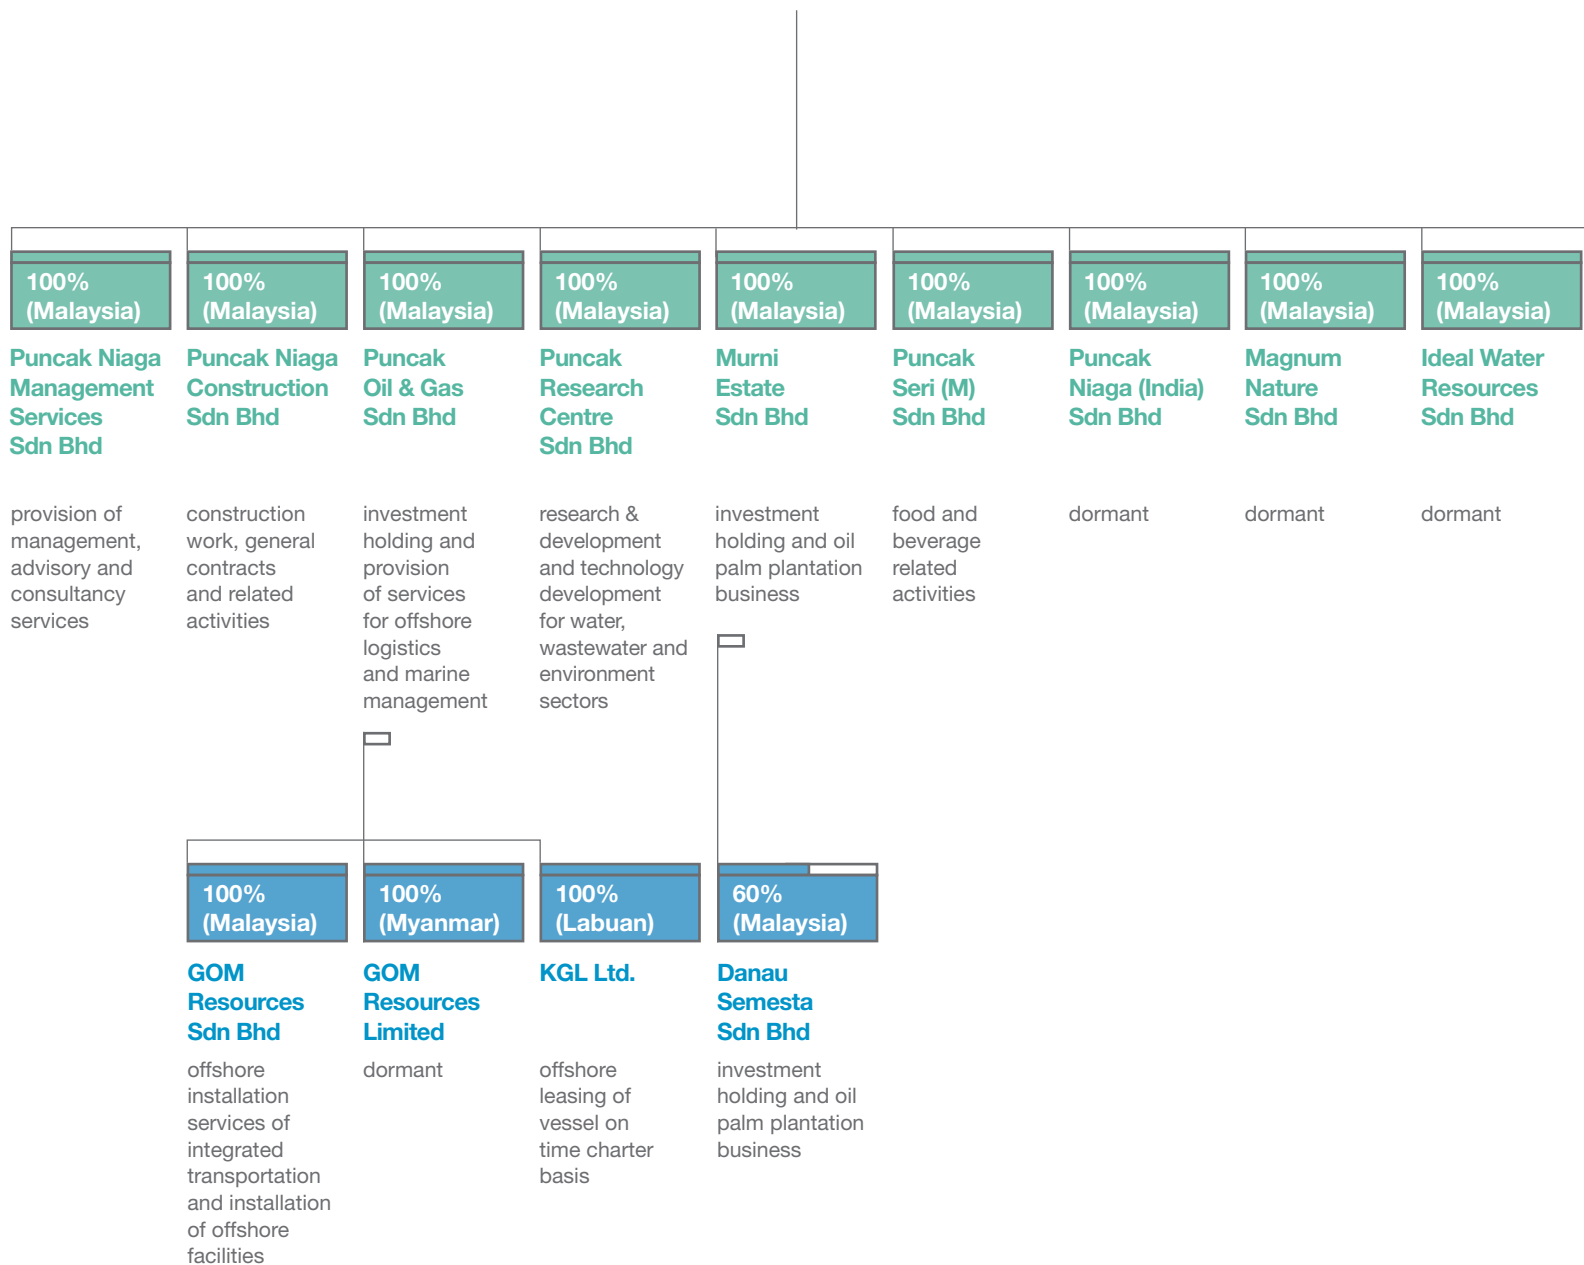 100%
(Malaysia)
Puncak Niaga
Management
Services
Sdn Bhd
provision of
management,
advisory and
consultancy
services
100%
(Malaysia)
Puncak Niaga
Construction
Sdn Bhd
construction
work, general
contracts
and related
activities
100%
(Malaysia)
Puncak
Oil & Gas
Sdn Bhd
investment
holding and
provision
of services
for offshore
logistics
and marine
management
100%
(Malaysia)
Puncak
Research
Centre
Sdn Bhd
research &
development
and technology
development
for water,
wastewater and
environment
sectors
100%
(Malaysia)
Murni
Estate
Sdn Bhd
investment
holding and oil
palm plantation
business
100%
(Malaysia)
Puncak
Seri (M)
Sdn Bhd
food and
beverage
related
activities
100%
(Malaysia)
Puncak
Niaga (India)
Sdn Bhd
dormant
100%
(Malaysia)
Magnum
Nature
Sdn Bhd
dormant
100%
(Malaysia)
Ideal Water
Resources
Sdn Bhd
dormant
100%
(Malaysia)
GOM
Resources
Sdn Bhd
offshore
installation
services of
integrated
transportation
and installation
of offshore
facilities
100%
(Myanmar)
GOM
Resources
Limited
dormant
100%
(Labuan)
KGL Ltd.
offshore
leasing of
vessel on
time charter
basis
60%
(Malaysia)
Danau
Semesta
Sdn Bhd
investment
holding and oil
palm plantation
business